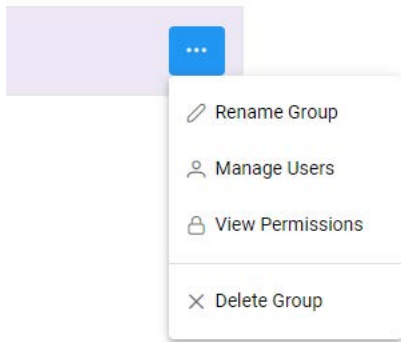 Rename Group
Manage Users
View Permissions
Delete Group